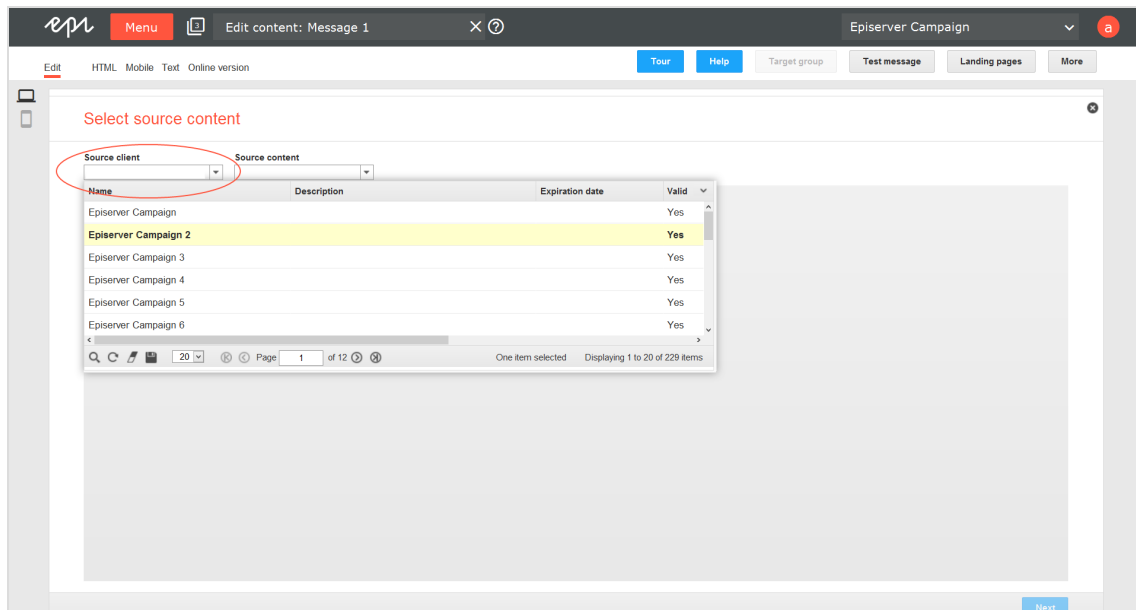 epi Menu 3 Edit content: Message 1 Episerver Campaign a
Edit HTML Mobile Text Online version Tour Help Target group Test message Landing pages More
Select source content
Source client Source content
Name Description Expiration date Valid
Episerver Campaign Yes
Episerver Campaign 2 Yes
Episerver Campaign 3 Yes
Episerver Campaign 4 Yes
Episerver Campaign 5 Yes
Episerver Campaign 6 Yes
20 Page 1 of 12 One item selected Displaying 1 to 20 of 229 items
Next